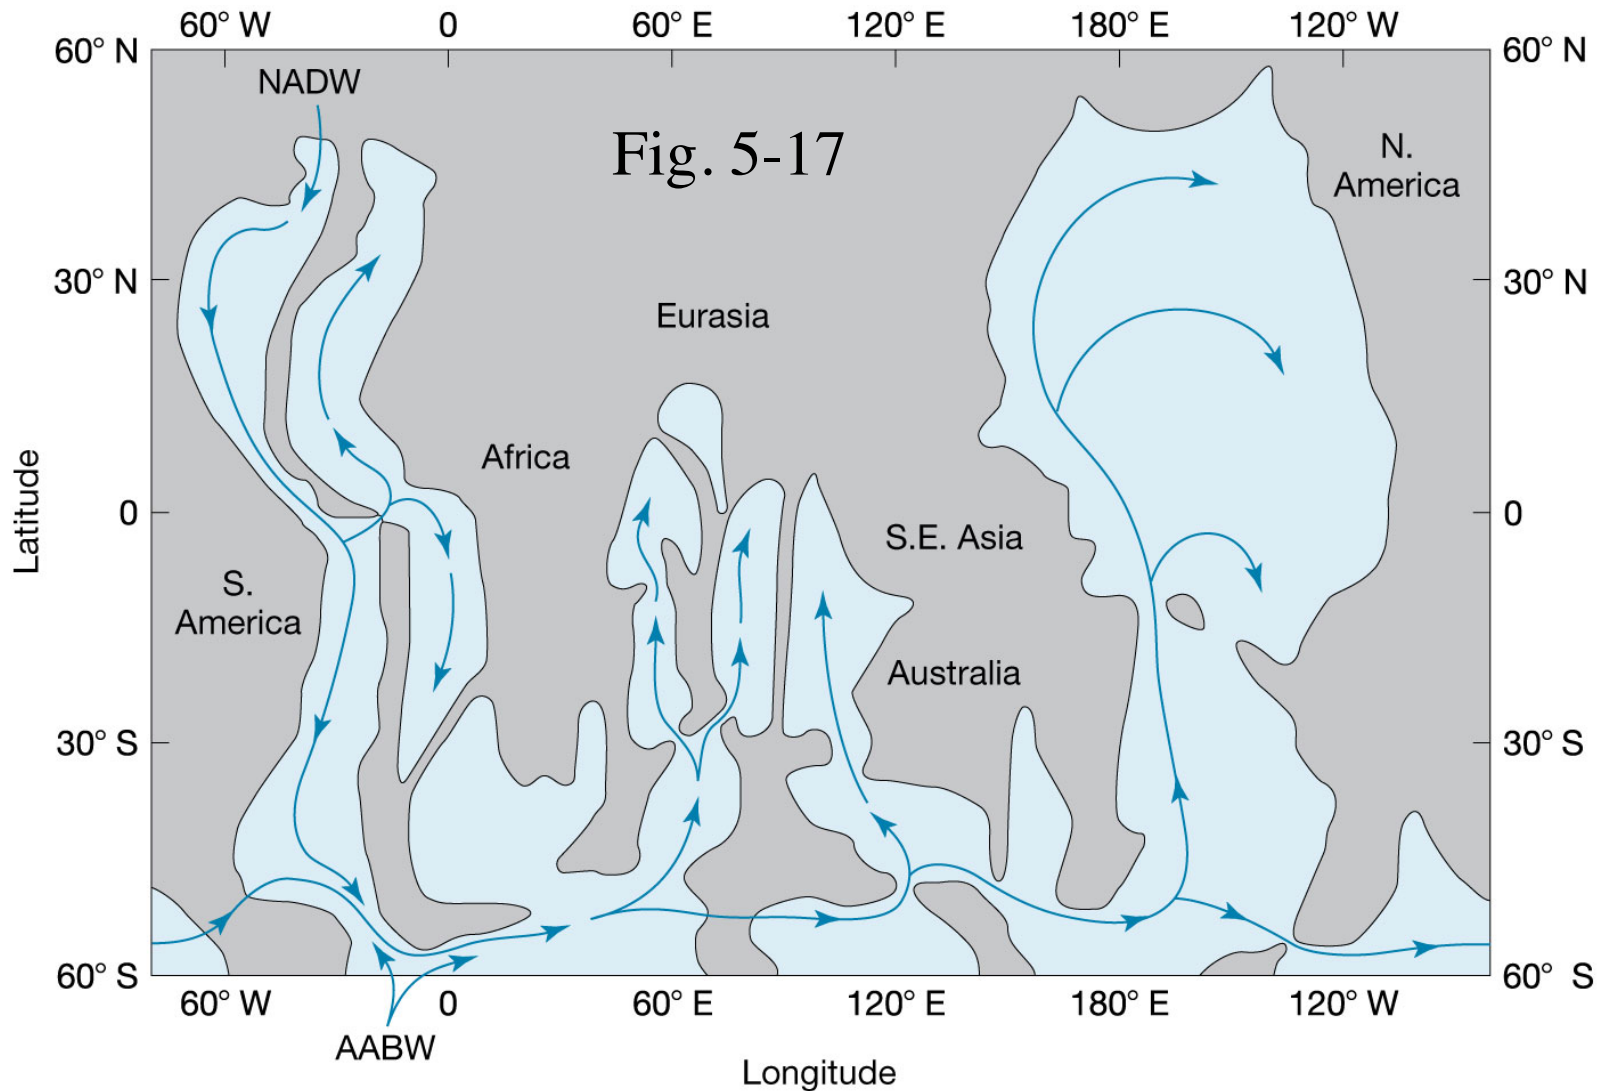 60° W 0 60° E 120° E 180° E 120° W
60° N 60° N
NADW
Fig. 5-17
N.
America
30° N 30° N
Eurasia
Africa
Latitude
0 0
S.E. Asia
S.
America
Australia
30° S 30° S
60° S 60° S
60° W 0 60° E 120° E 180° E 120° W
AABW
Longitude